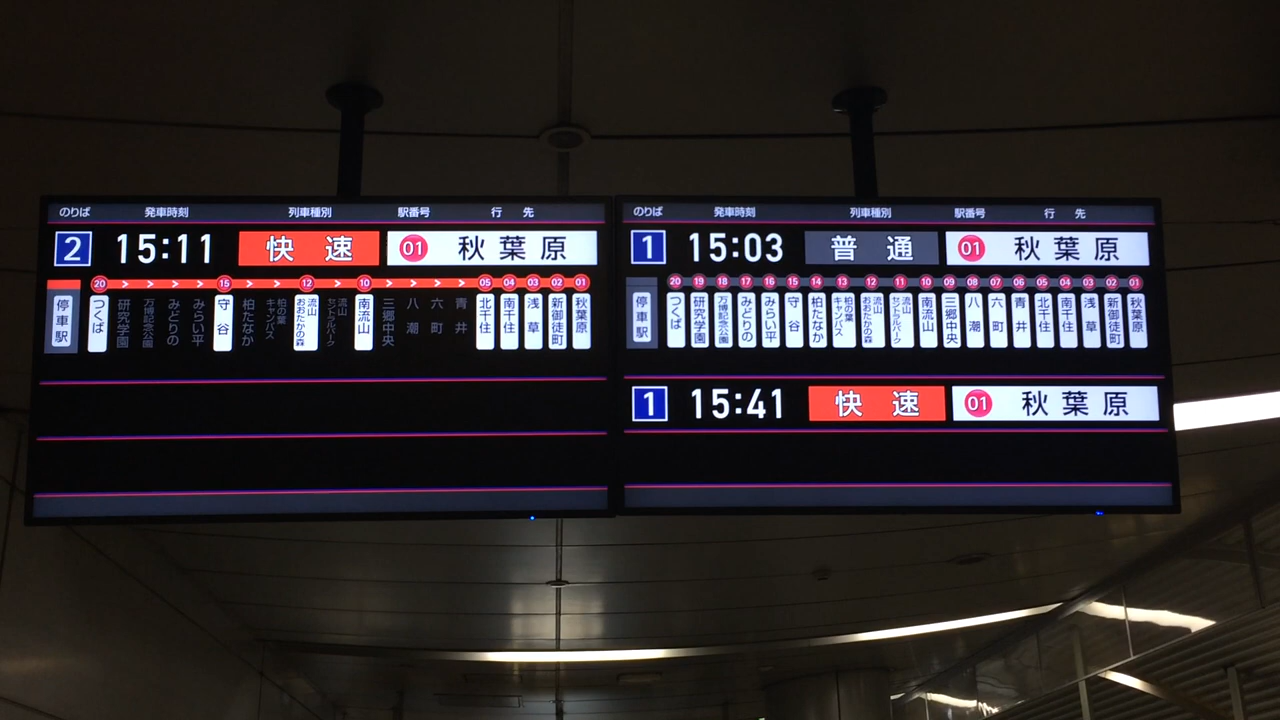 のりば 発車時刻 列車種別 駅番号 行先
2 15:11 快速 01 秋葉原
20 15 12 10 05 04 03 02 01
停車駅 つくば 研究学園 万博記念公園 みどりの みらい平 守谷 柏たなか 柏の葉キャンパス 流山おおたかの森 流山セントラルパーク 南流山 三郷中央 八潮 六町 青井 北千住 南千住 浅草 新御徒町 秋葉原
のりば 発車時刻 列車種別 駅番号 行先
1 15:03 普通 01 秋葉原
20 19 18 17 16 15 14 13 12 11 10 09 08 07 06 05 04 03 02 01
停車駅 つくば 研究学園 万博記念公園 みどりの みらい平 守谷 柏たなか 柏の葉キャンパス 流山おおたかの森 流山セントラルパーク 南流山 三郷中央 八潮 六町 青井 北千住 南千住 浅草 新御徒町 秋葉原
1 15:41 快速 01 秋葉原